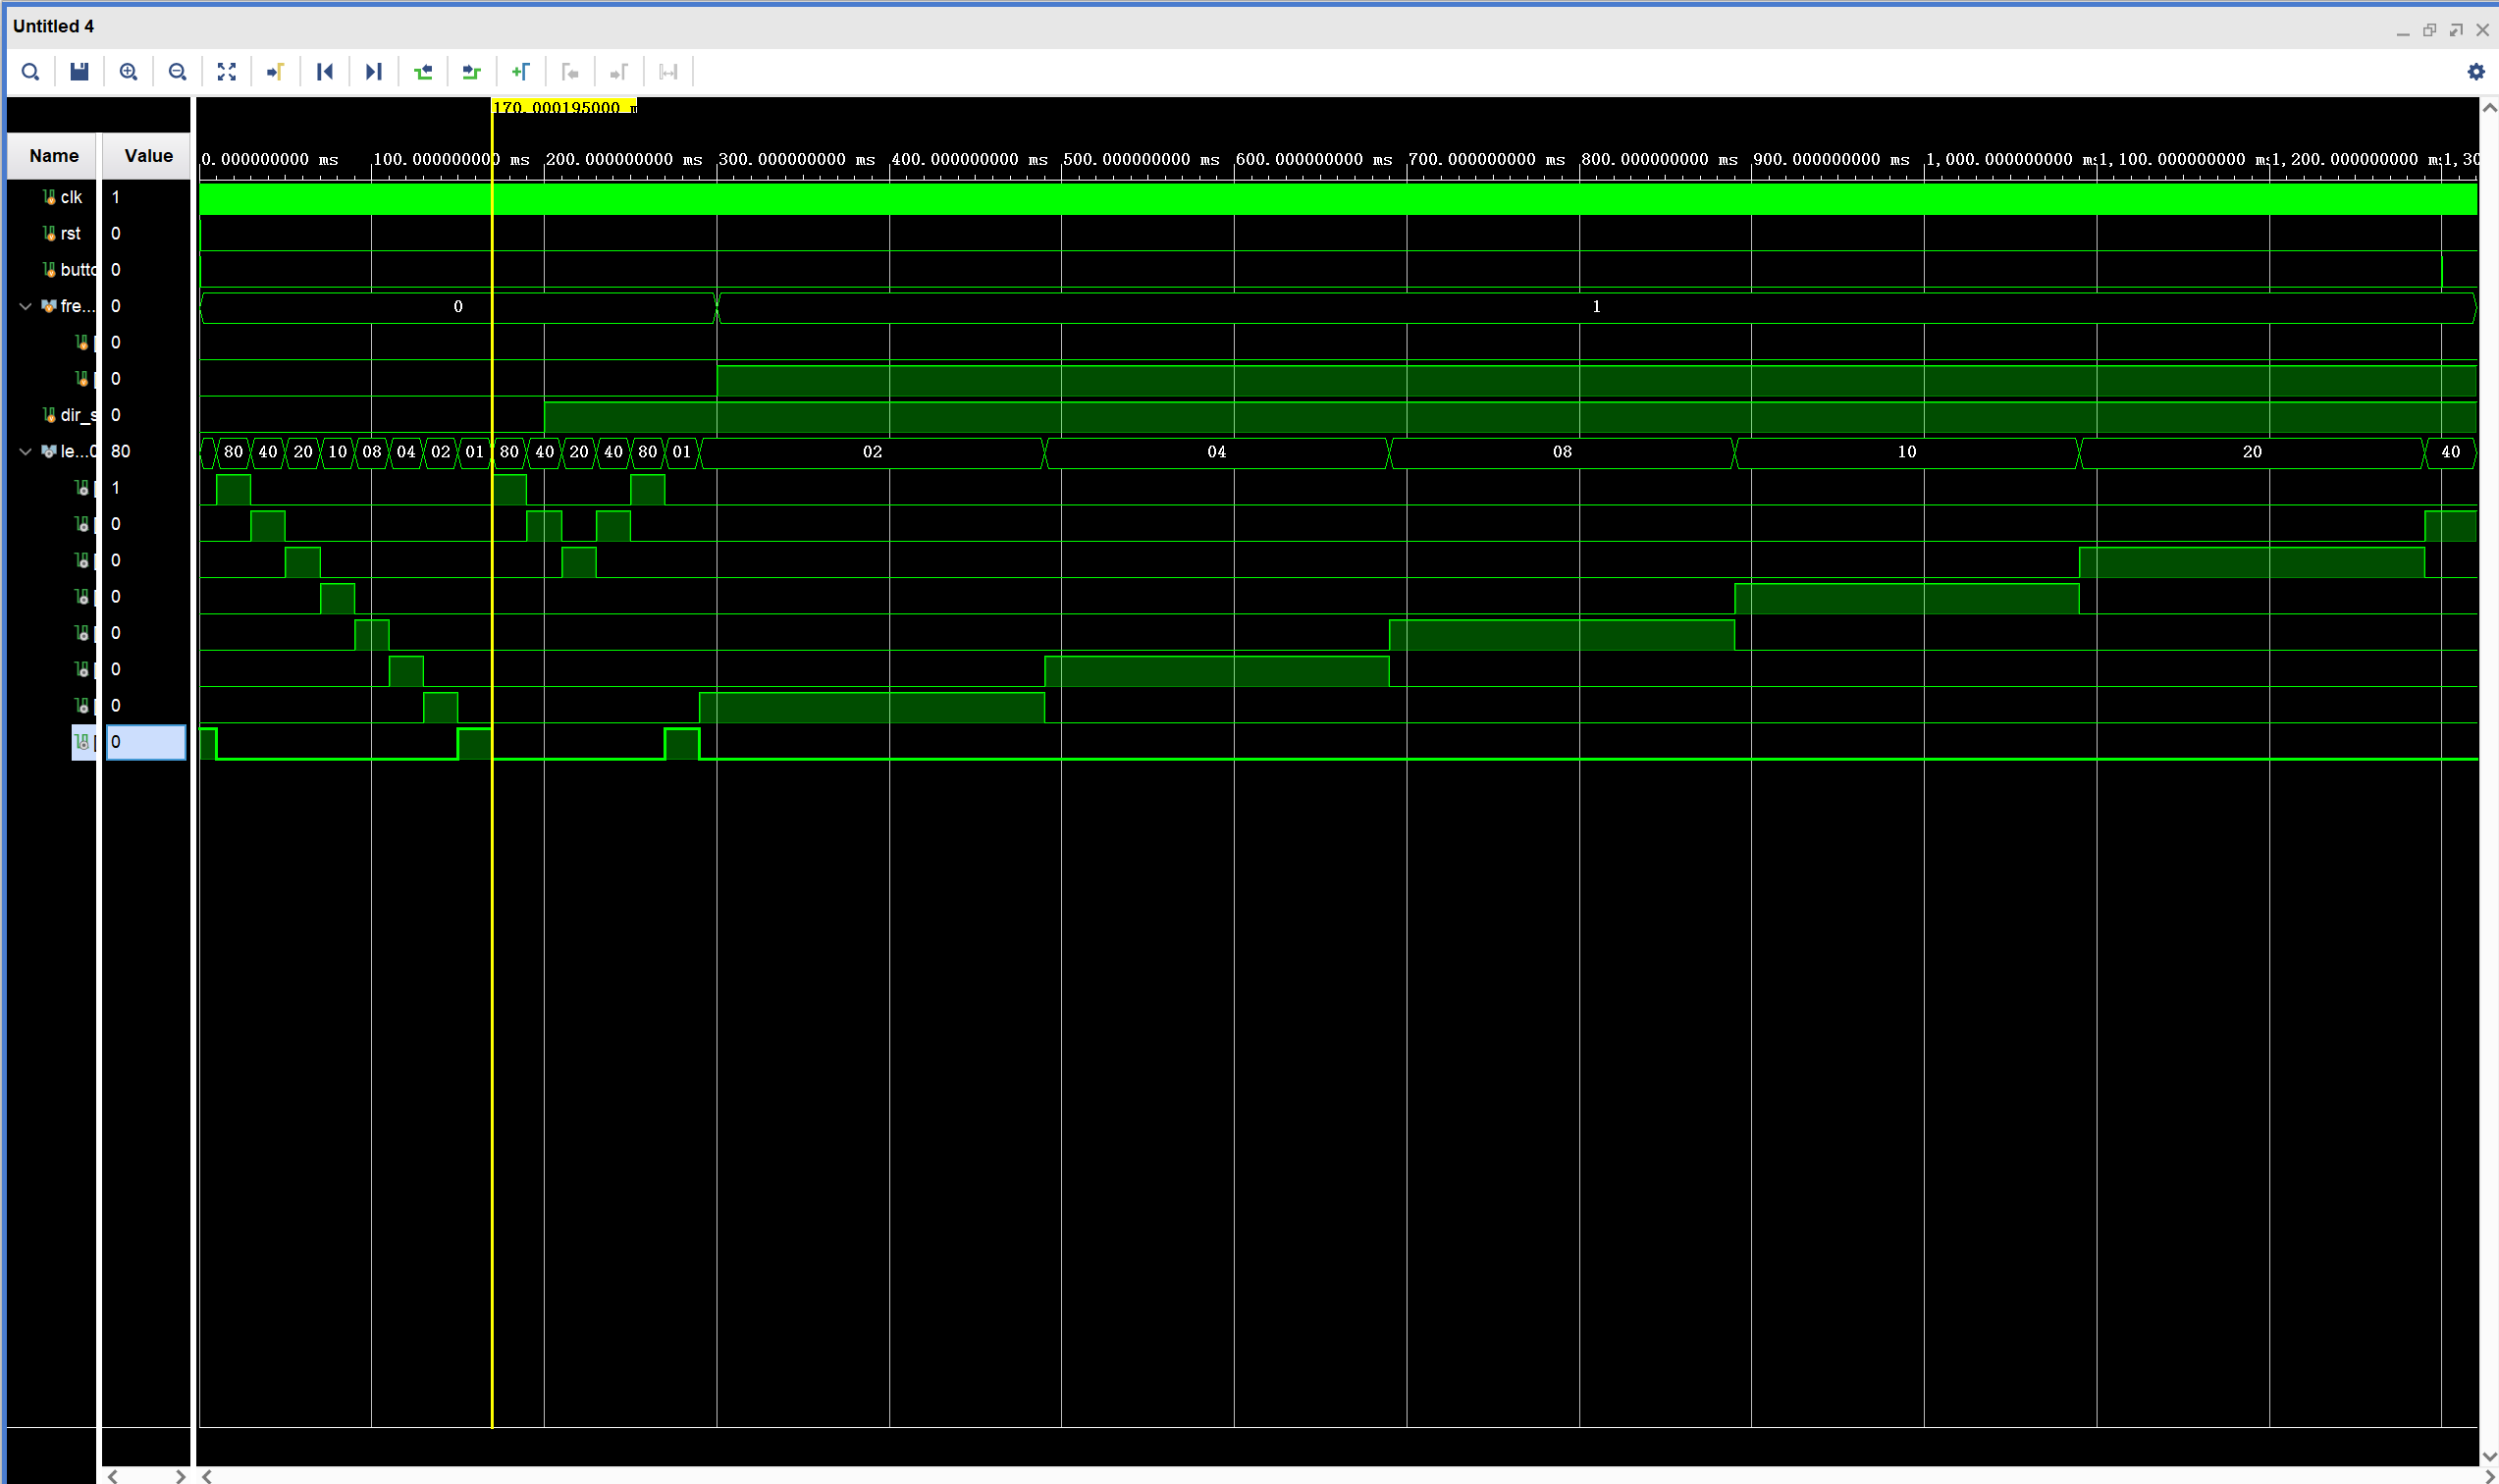 Untitled 4
170.000195000 m
Name Value
0.000000000 ms 100.000000000 ms 200.000000000 ms 300.000000000 ms 400.000000000 ms 500.000000000 ms 600.000000000 ms 700.000000000 ms 800.000000000 ms 900.000000000 ms 1,000.000000000 ms 1,100.000000000 ms 1,200.000000000 ms 1,30
clk 1
rst 0
butto 0
fre... 0 0 1
0
0
dir_s 0
le...0 80 80 40 20 10 08 04 02 01 80 40 20 40 80 01 02 04 08 10 20 40
1
0
0
0
0
0
0
0